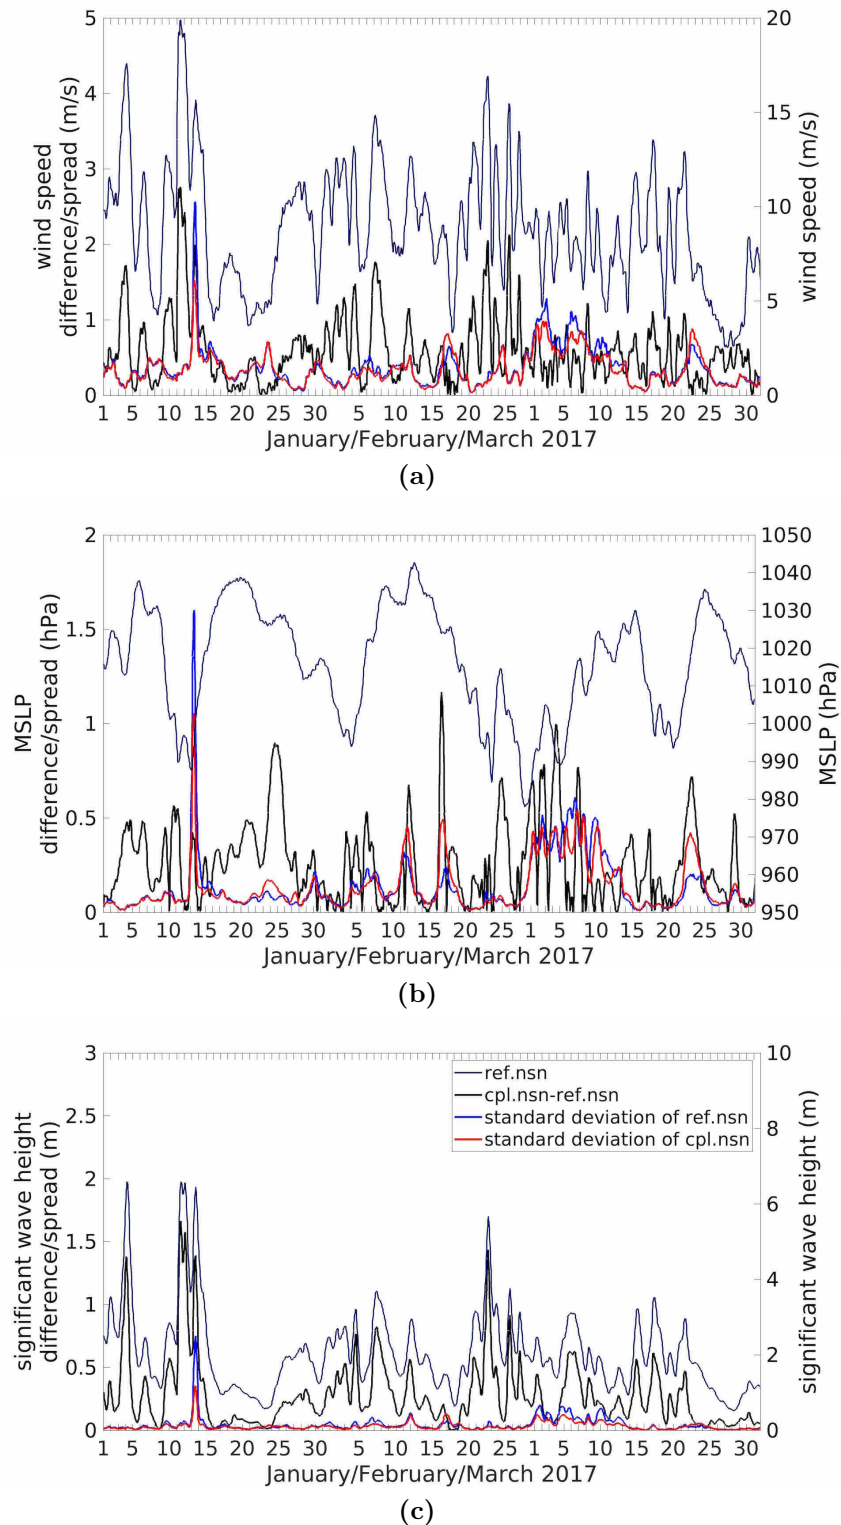 5
4
3
2
1
0
20
15
10
5
0
wind speed
difference/spread (m/s)
wind speed (m/s)
1 5 10 15 20 25 30 5 10 15 20 25 1 5 10 15 20 25 30
January/February/March 2017
(a)
2
1.5
1
0.5
0
1050
1040
1030
1020
1010
1000
990
980
970
960
950
MSLP
difference/spread (hPa)
MSLP (hPa)
1 5 10 15 20 25 30 5 10 15 20 25 1 5 10 15 20 25 30
January/February/March 2017
(b)
3
2.5
2
1.5
1
0.5
0
10
8
6
4
2
0
significant wave height
difference/spread (m)
significant wave height (m)
ref.nsn
cpl.nsn-ref.nsn
standard deviation of ref.nsn
standard deviation of cpl.nsn
1 5 10 15 20 25 30 5 10 15 20 25 1 5 10 15 20 25 30
January/February/March 2017
(c)